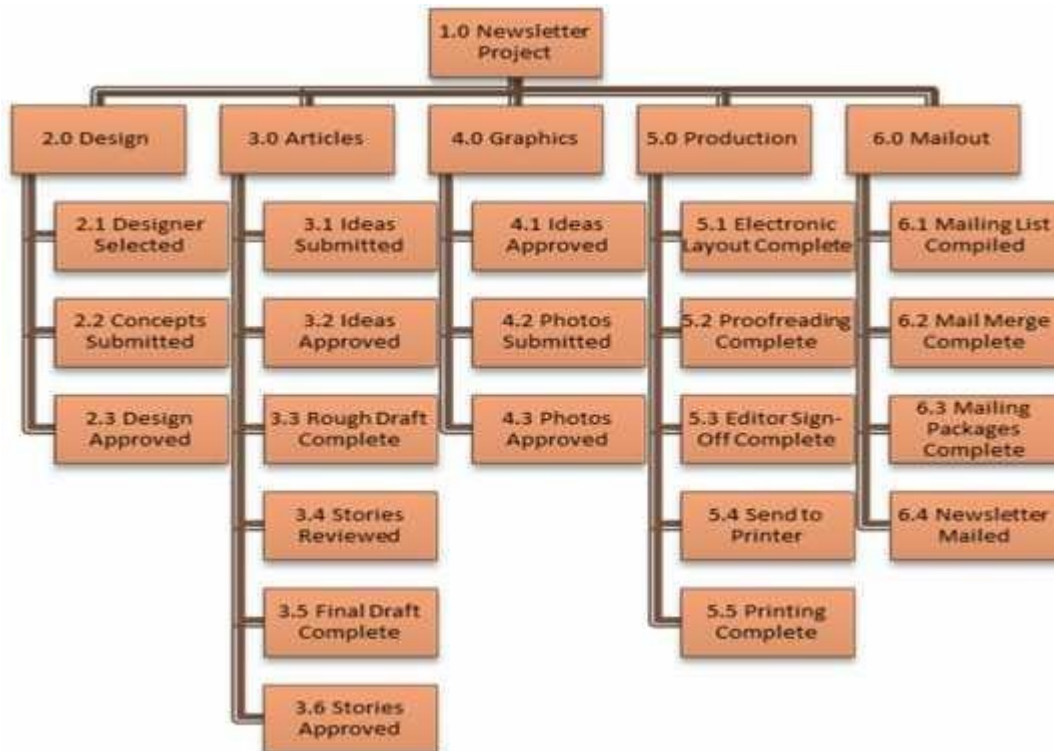 1.0 Newsletter
Project
2.0 Design
3.0 Articles
4.0 Graphics
5.0 Production
6.0 Mailout
2.1 Designer
Selected
2.2 Concepts
Submitted
2.3 Design
Approved
3.1 Ideas
Submitted
3.2 Ideas
Approved
3.3 Rough Draft
Complete
3.4 Stories
Reviewed
3.5 Final Draft
Complete
3.6 Stories
Approved
4.1 Ideas
Approved
4.2 Photos
Submitted
4.3 Photos
Approved
5.1 Electronic
Layout Complete
5.2 Proofreading
Complete
5.3 Editor Sign-
Off Complete
5.4 Send to
Printer
5.5 Printing
Complete
6.1 Mailing List
Compiled
6.2 Mail Merge
Complete
6.3 Mailing
Packages
Complete
6.4 Newsletter
Mailed